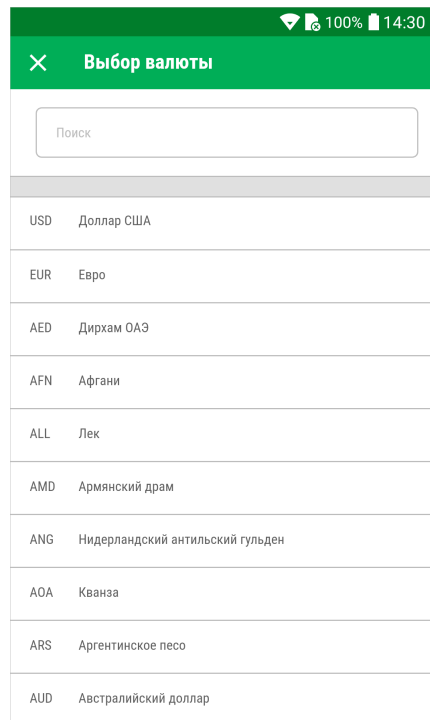 100% 14:30
Выбор валюты
Поиск
USD Доллар США
EUR Евро
AED Дирхам ОАЭ
AFN Афгани
ALL Лек
AMD Армянский драм
ANG Нидерландский антильский гульден
AOA Кванза
ARS Аргентинское песо
AUD Австралийский доллар